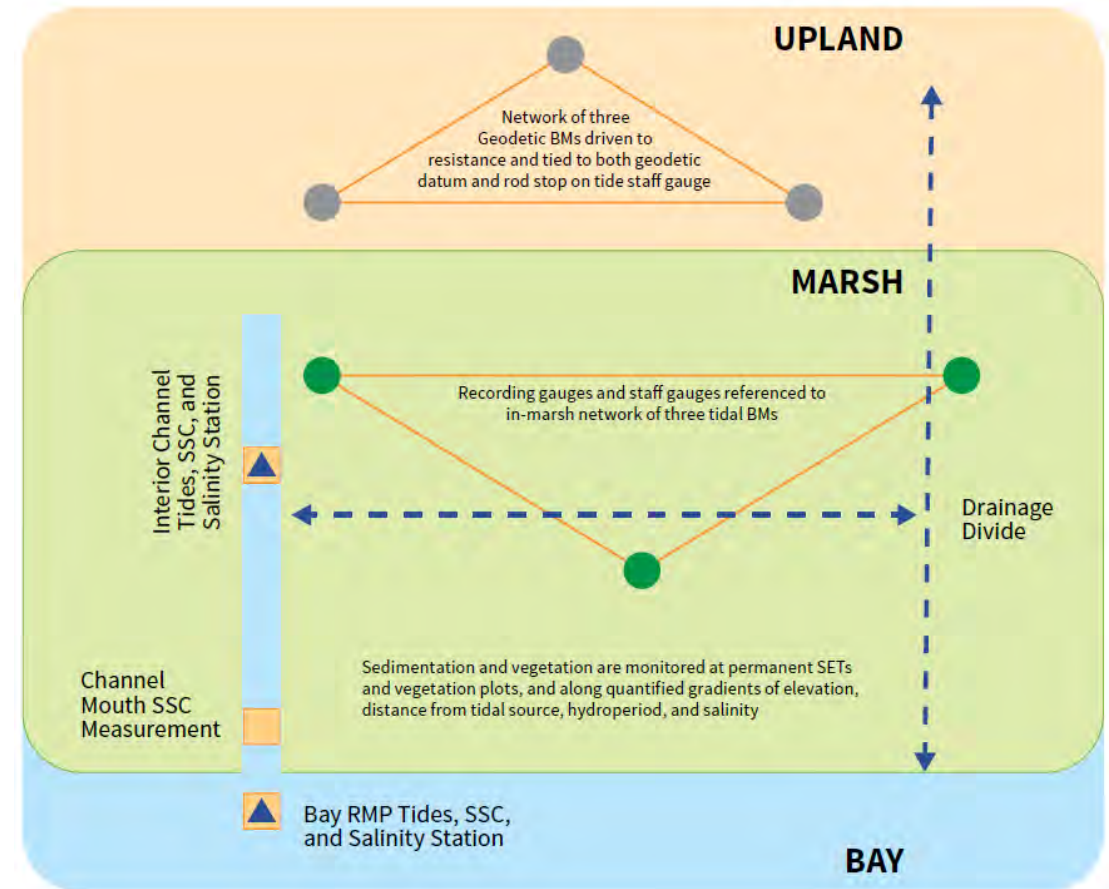 UPLAND
Network of three
Geodetic BMs driven to
resistance and tied to both geodetic
datum and rod stop on tide staff gauge
MARSH
Interior Channel
Tides, SSC, and
Salinity Station
Recording gauges and staff gauges referenced to
in-marsh network of three tidal BMs
Drainage
Divide
Sedimentation and vegetation are monitored at permanent SETs
and vegetation plots, and along quantified gradients of elevation,
distance from tidal source, hydroperiod, and salinity
Channel
Mouth SSC
Measurement
Bay RMP Tides, SSC,
and Salinity Station
BAY